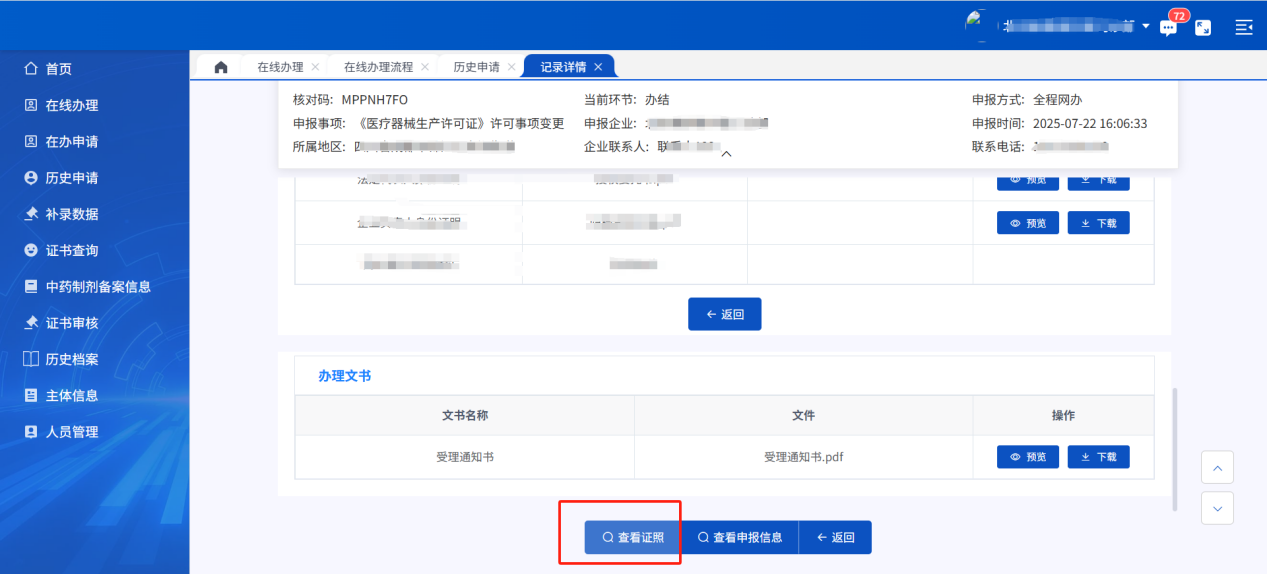 72
首页
在线办理
在办申请
历史申请
补录数据
证书查询
中药制剂备案信息
证书审核
历史档案
主体信息
人员管理
在线办理
在线办理流程
历史申请
记录详情
核对码: MPPNH7FO
当前环节: 办结
申报方式: 全程网办
申报事项: 《医疗器械生产许可证》许可事项变更
申报企业:
申报时间: 2025-07-22 16:06:33
所属地区:
企业联系人:
联系电话:
预览
下载
预览
下载
返回
办理文书
文书名称
文件
操作
受理通知书
受理通知书.pdf
预览
下载
查看证照
查看申报信息
返回